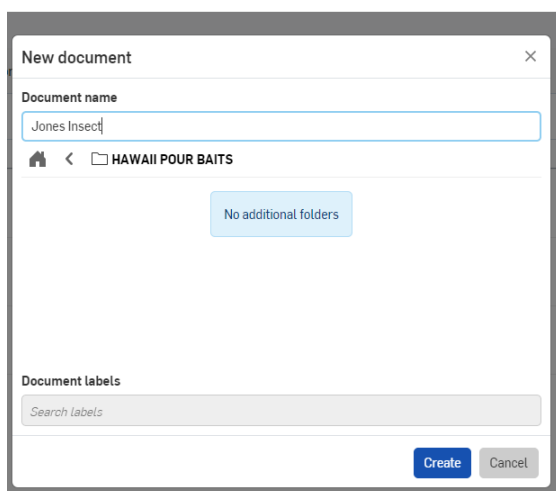 New document
Document name
Jones Insect
HAWAII POUR BAITS
No additional folders
Document labels
Search labels
Create Cancel